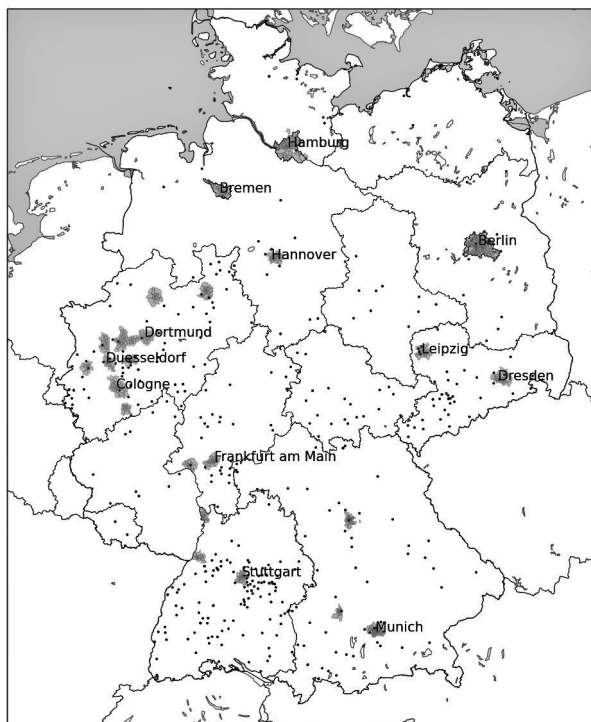 Hamburg
Bremen
Berlin
Hannover
Dortmund
Leipzig
Duesseldorf
Dresden
Cologne
Frankfurt am Main
Stuttgart
Munich